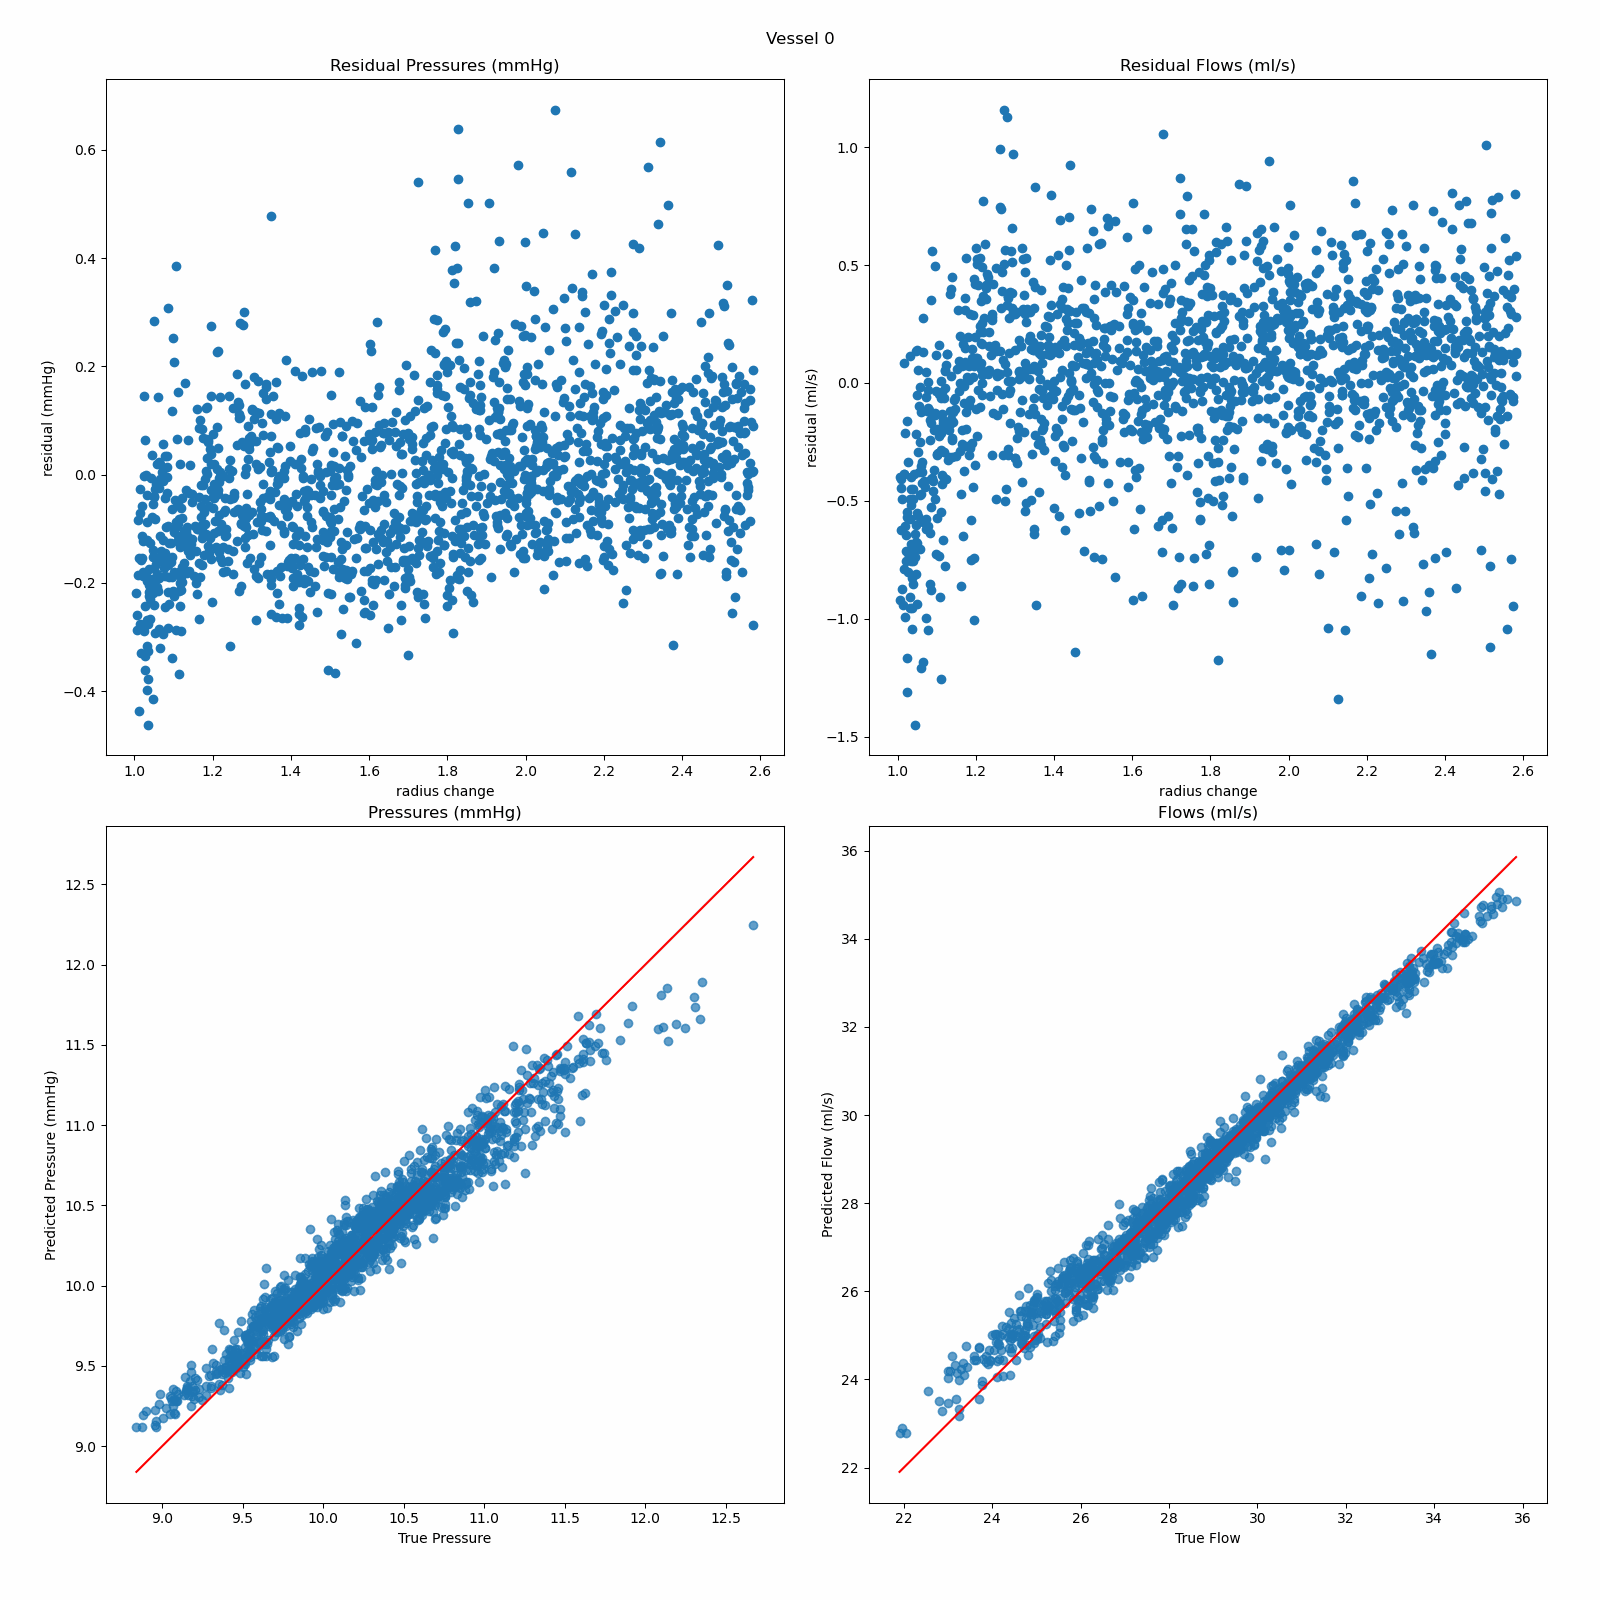 Vessel 0
Residual Pressures (mmHg)
residual (mmHg)
0.6
0.4
0.2
0.0
−0.2
−0.4
1.0 1.2 1.4 1.6 1.8 2.0 2.2 2.4 2.6
radius change
Residual Flows (ml/s)
residual (ml/s)
1.0
0.5
0.0
−0.5
−1.0
−1.5
1.0 1.2 1.4 1.6 1.8 2.0 2.2 2.4 2.6
radius change
Pressures (mmHg)
Predicted Pressure (mmHg)
12.5
12.0
11.5
11.0
10.5
10.0
9.5
9.0
9.0 9.5 10.0 10.5 11.0 11.5 12.0 12.5
True Pressure
Flows (ml/s)
Predicted Flow (ml/s)
36
34
32
30
28
26
24
22
22 24 26 28 30 32 34 36
True Flow